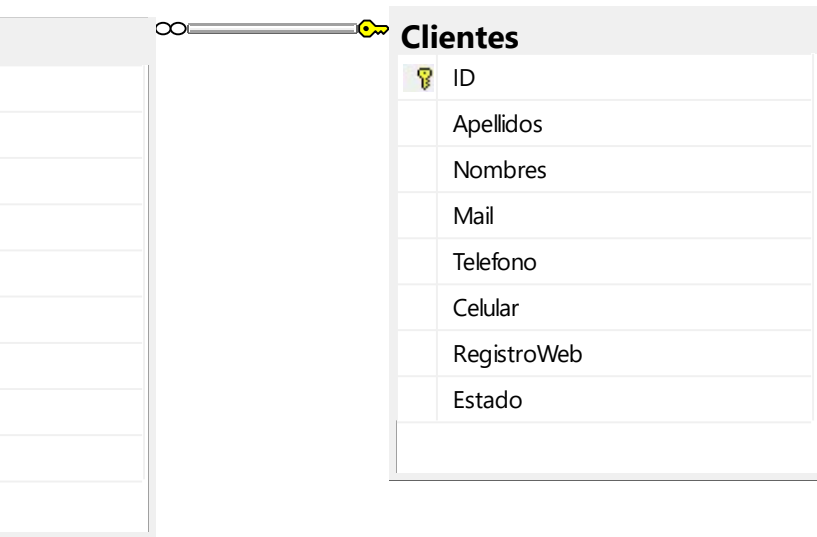 Clientes
ID
Apellidos
Nombres
Mail
Telefono
Celular
RegistroWeb
Estado